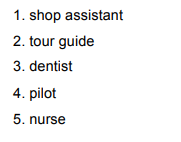 1. shop assistant
2. tour guide
3. dentist
4. pilot
5. nurse